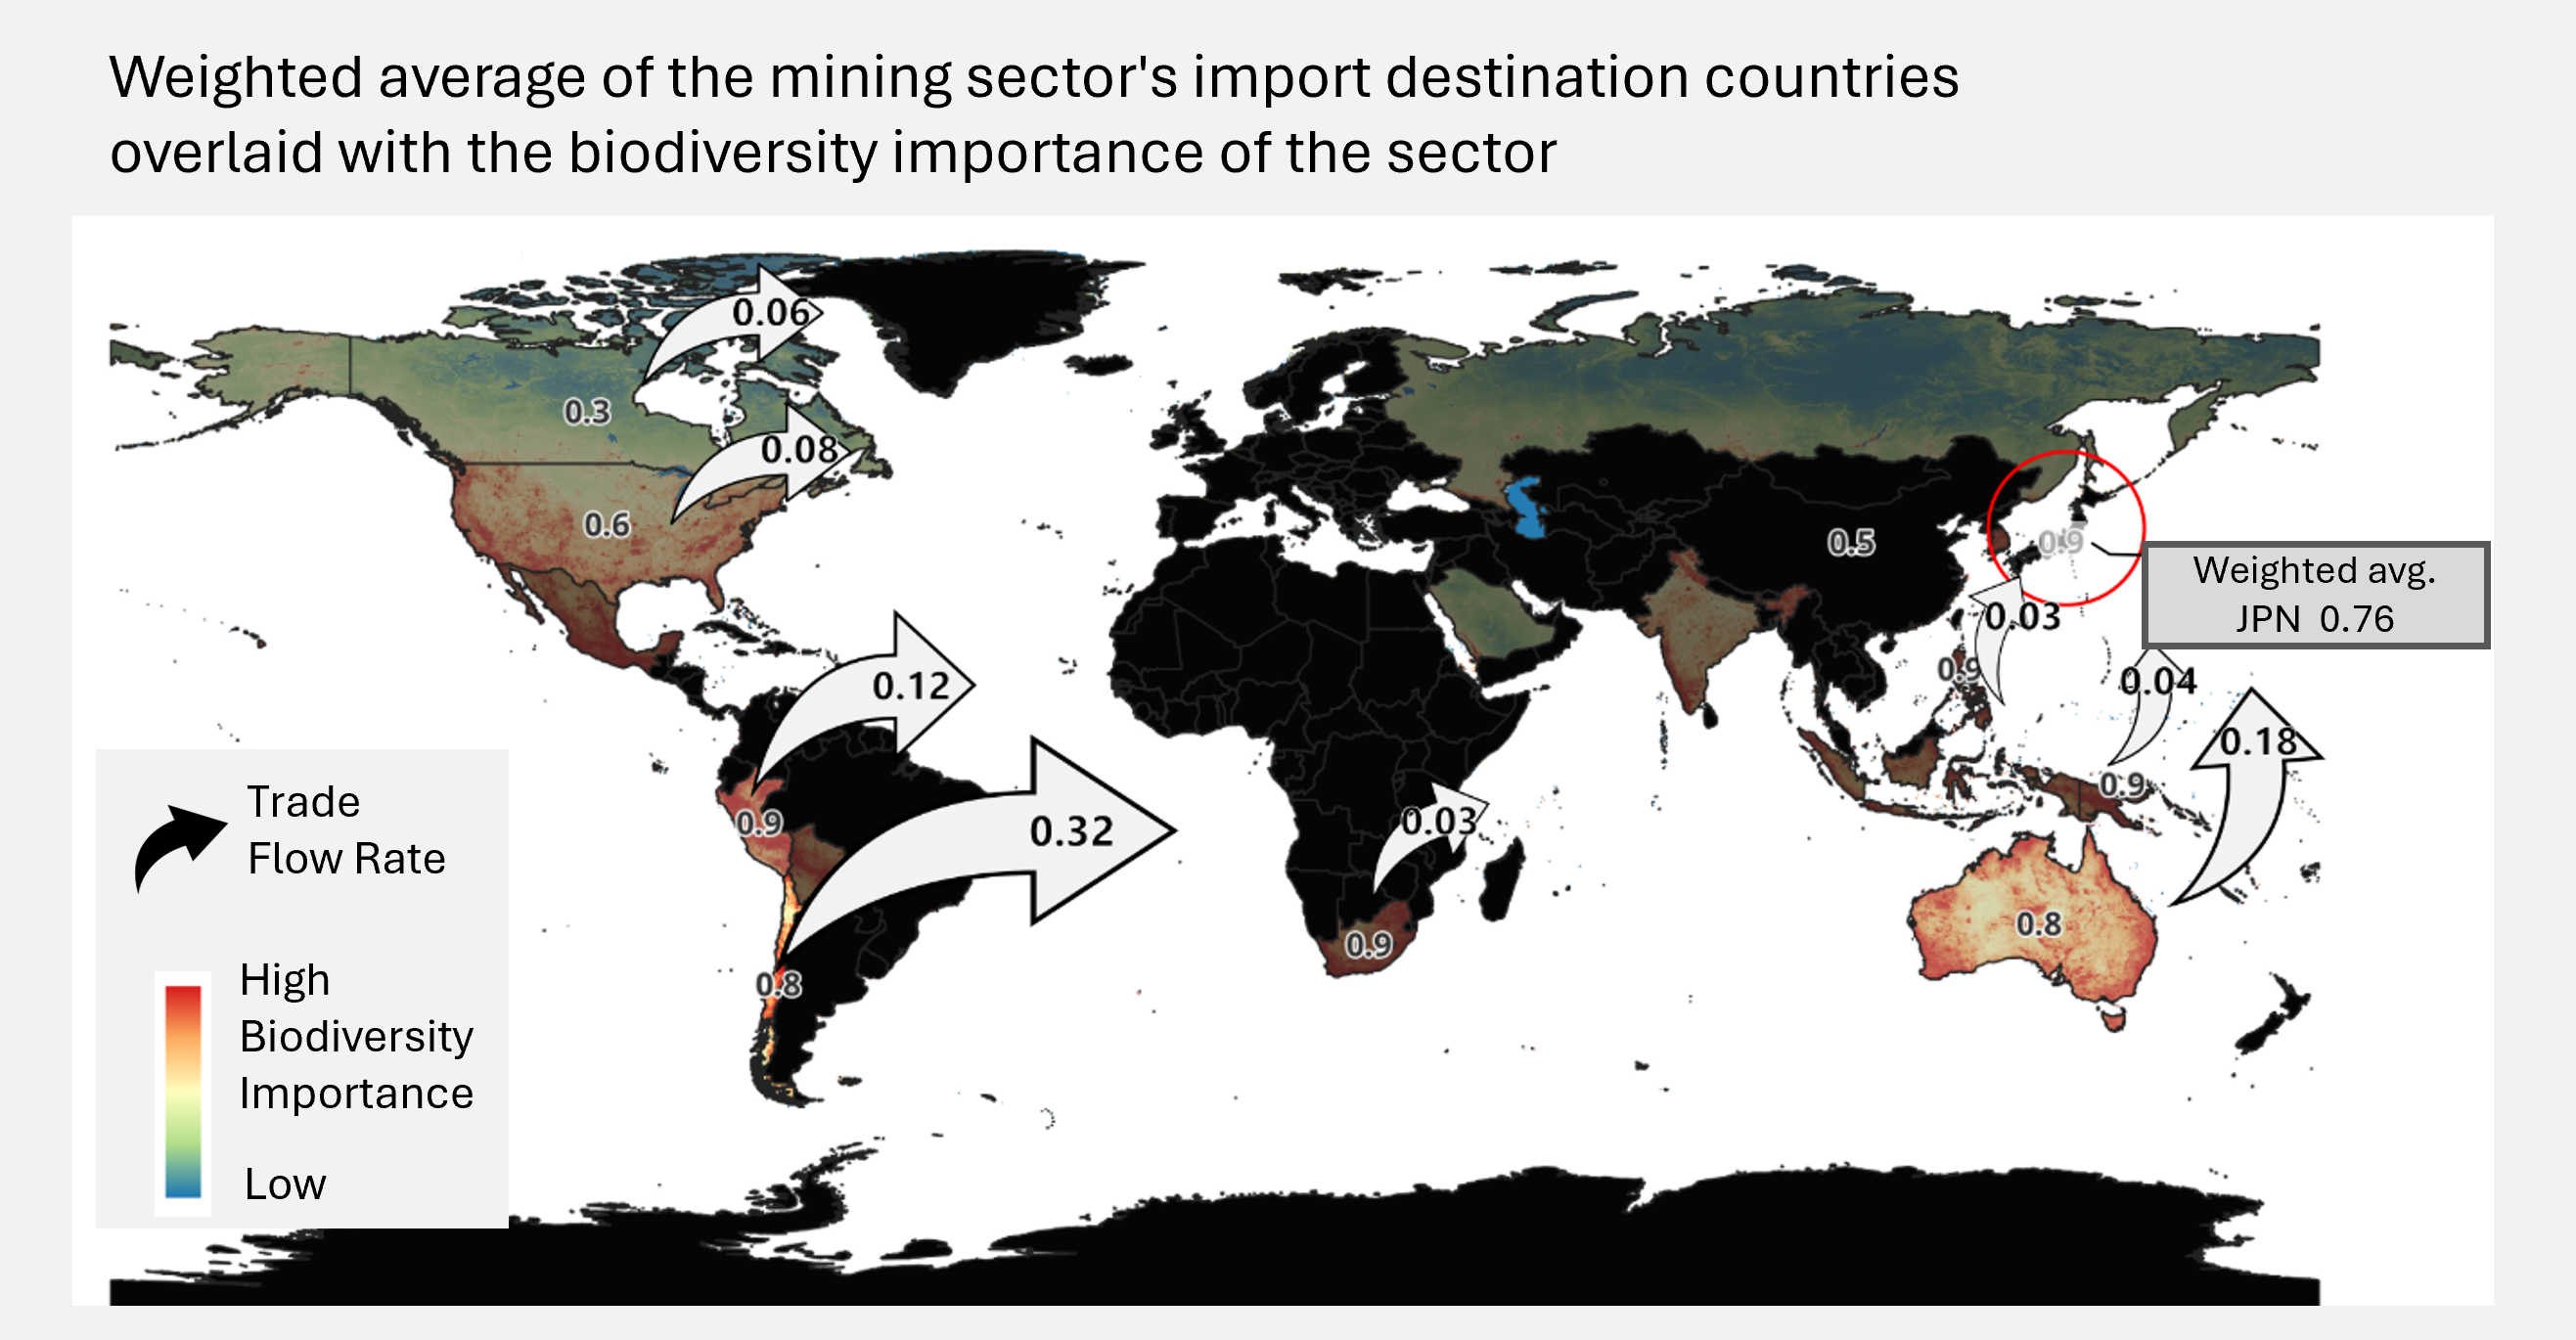 Weighted average of the mining sector's import destination countries
overlaid with the biodiversity importance of the sector
0.06
0.3
0.08
0.6
0.5
0.9
Weighted avg.
JPN 0.76
0.03
0.9
0.04
0.12
0.18
0.9
0.9
0.32
0.03
0.8
0.9
0.8
Trade
Flow Rate
High
Biodiversity
Importance
Low